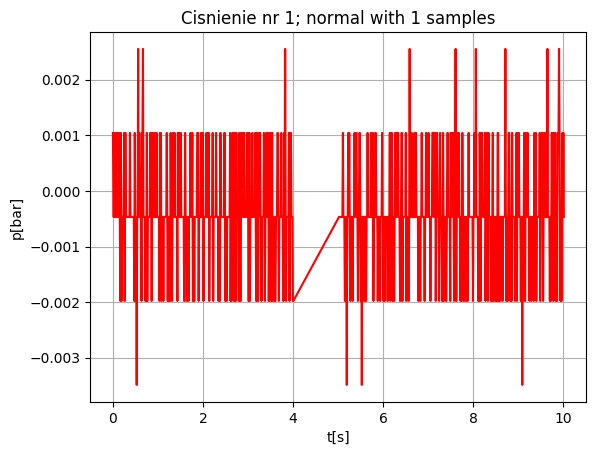 Cisnienie nr 1; normal with 1 samples
p[bar]
0.002
0.001
0.000
−0.001
−0.002
−0.003
0 2 4 6 8 10
t[s]